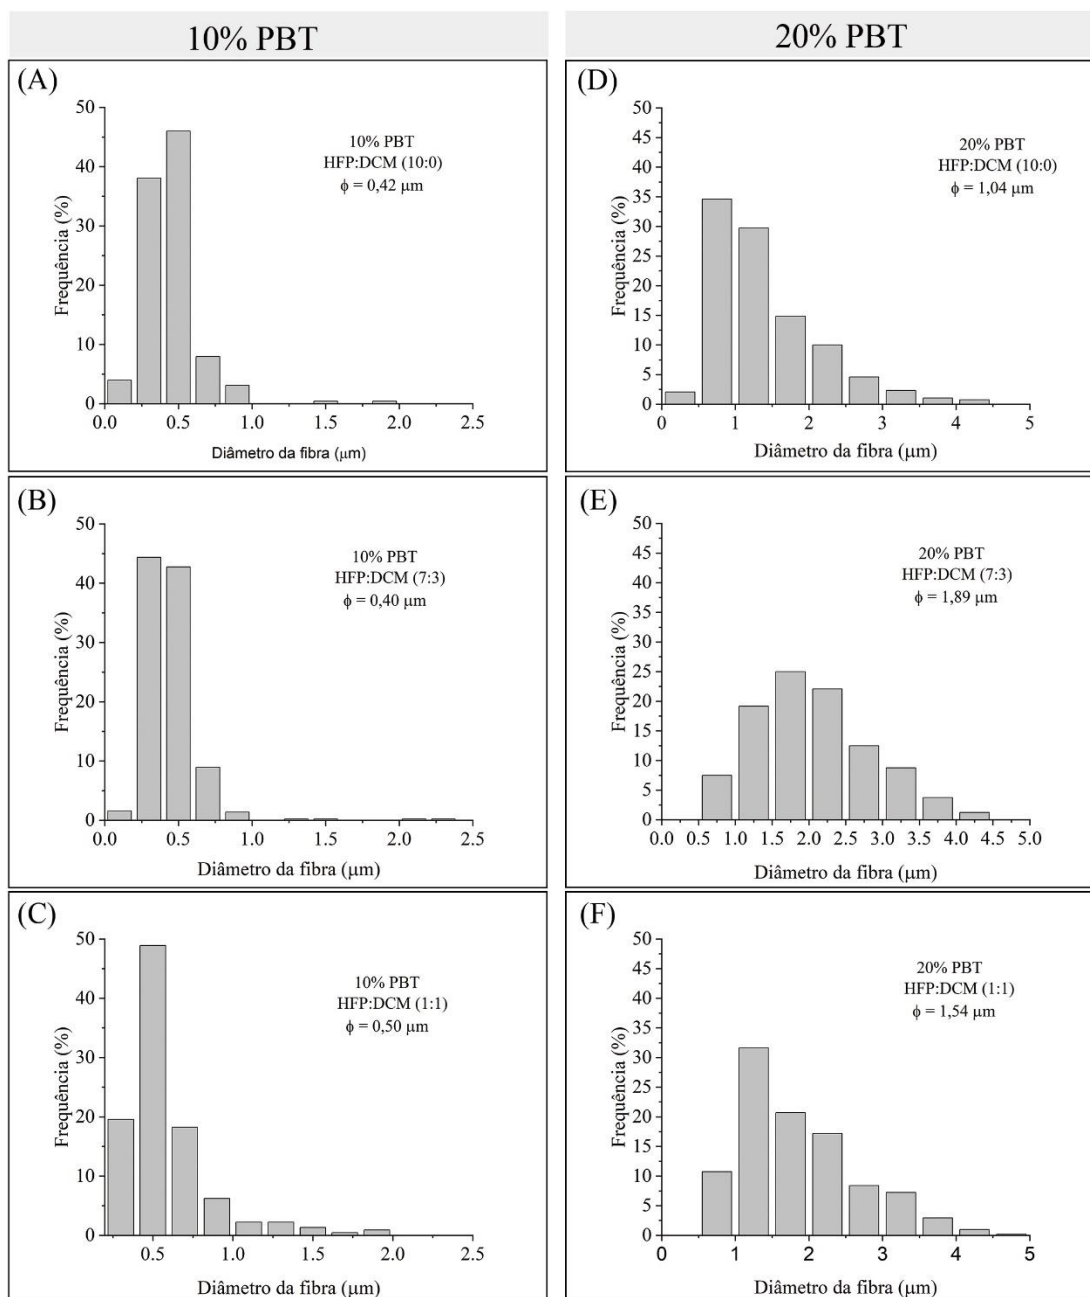 10% PBT
20% PBT
(A)
50
40
30
20
10
0
Frequência (%)
10% PBT
HFP:DCM (10:0)
ϕ = 0,42 μm
0.0 0.5 1.0 1.5 2.0 2.5
Diâmetro da fibra (μm)
(D)
50
45
40
35
30
25
20
15
10
5
0
Frequência (%)
20% PBT
HFP:DCM (10:0)
ϕ = 1,04 μm
0 1 2 3 4 5
Diâmetro da fibra (μm)
(B)
50
40
30
20
10
0
Frequência (%)
10% PBT
HFP:DCM (7:3)
ϕ = 0,40 μm
0.0 0.5 1.0 1.5 2.0 2.5
Diâmetro da fibra (μm)
(E)
50
45
40
35
30
25
20
15
10
5
0
Frequência (%)
20% PBT
HFP:DCM (7:3)
ϕ = 1,89 μm
0.0 0.5 1.0 1.5 2.0 2.5 3.0 3.5 4.0 4.5 5.0
Diâmetro da fibra (μm)
(C)
50
40
30
20
10
0
Frequência (%)
10% PBT
HFP:DCM (1:1)
ϕ = 0,50 μm
0.5 1.0 1.5 2.0 2.5
Diâmetro da fibra (μm)
(F)
50
45
40
35
30
25
20
15
10
5
0
Frequência (%)
20% PBT
HFP:DCM (1:1)
ϕ = 1,54 μm
0 1 2 3 4 5
Diâmetro da fibra (μm)